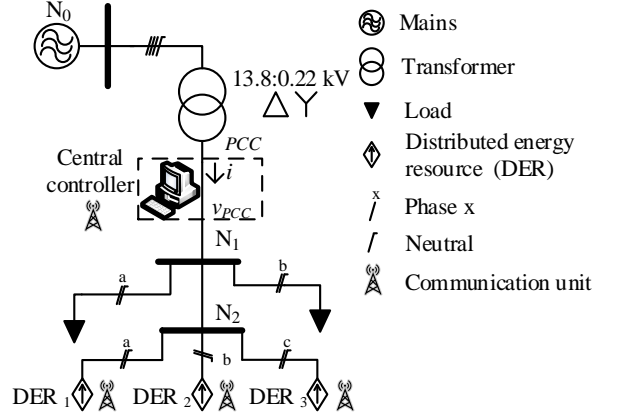 N₀
13.8:0.22 kV
PCC
i
Central
controller
vPCC
N₁
a
b
N₂
a
b
c
DER ₁
DER ₂
DER ₃
Mains
Transformer
Load
Distributed energy
resource (DER)
x
Phase x
Neutral
Communication unit